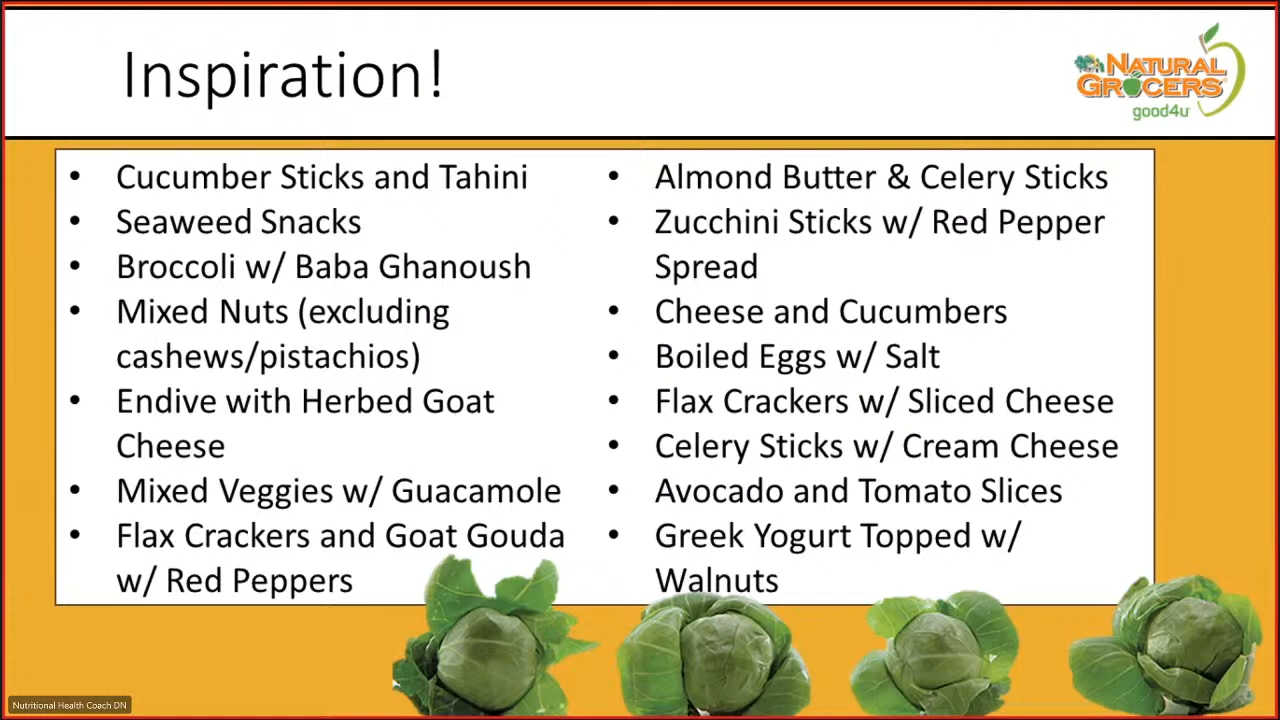 Inspiration!
NATURAL
GROCERS
good4u
• Cucumber Sticks and Tahini
• Seaweed Snacks
• Broccoli w/ Baba Ghanoush
• Mixed Nuts (excluding
cashews/pistachios)
• Endive with Herbed Goat
Cheese
• Mixed Veggies w/ Guacamole
• Flax Crackers and Goat Gouda
w/ Red Peppers
• Almond Butter & Celery Sticks
• Zucchini Sticks w/ Red Pepper
Spread
• Cheese and Cucumbers
• Boiled Eggs w/ Salt
• Flax Crackers w/ Sliced Cheese
• Celery Sticks w/ Cream Cheese
• Avocado and Tomato Slices
• Greek Yogurt Topped w/
Walnuts
Nutritional Health Coach DN